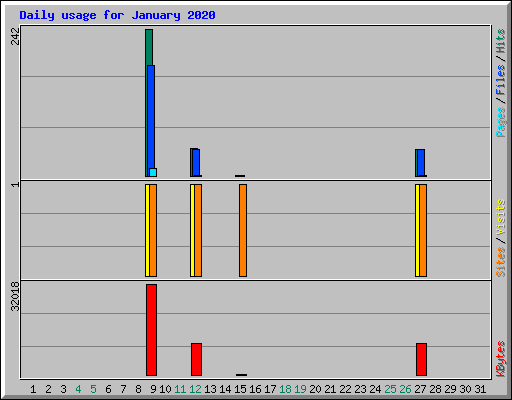 Daily usage for January 2020
242
1
32018
Pages / Files / Hits
Sites / Visits
KBytes
1 2 3 4 5 6 7 8 9 10 11 12 13 14 15 16 17 18 19 20 21 22 23 24 25 26 27 28 29 30 31